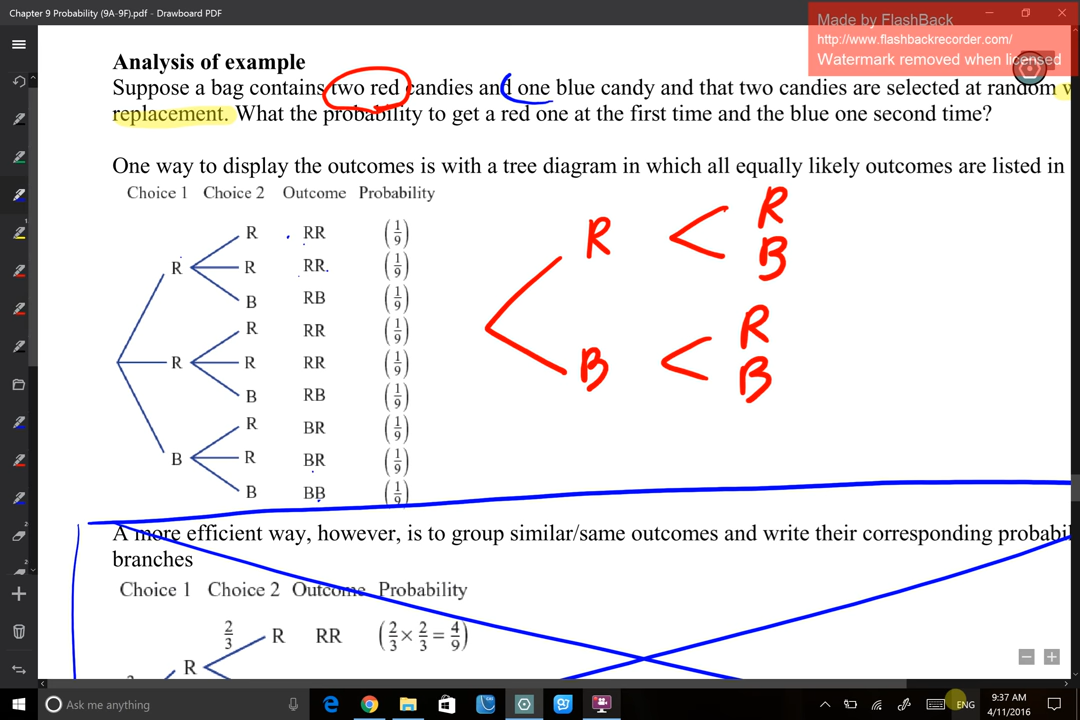 Chapter 9 Probability (9A-9F).pdf - Drawboard PDF
Made by FlashBack
http://www.flashbackrecorder.com/
Watermark removed when licensed
Analysis of example
Suppose a bag contains two red candies and one blue candy and that two candies are selected at random w
replacement. What the probability to get a red one at the first time and the blue one second time?
One way to display the outcomes is with a tree diagram in which all equally likely outcomes are listed in
Choice 1 Choice 2 Outcome Probability
R RR (1/9)
R R RR (1/9)
B RB (1/9)
R RR (1/9)
R R RR (1/9)
B RB (1/9)
R BR (1/9)
B R BR (1/9)
B BB (1/9)
R < R
B
B < R
B
A more efficient way, however, is to group similar/same outcomes and write their corresponding probabi
branches
Choice 1 Choice 2 Outcome Probability
2/3 R RR (2/3 × 2/3 = 4/9)
R
Ask me anything
ENG
9:37 AM
4/11/2016